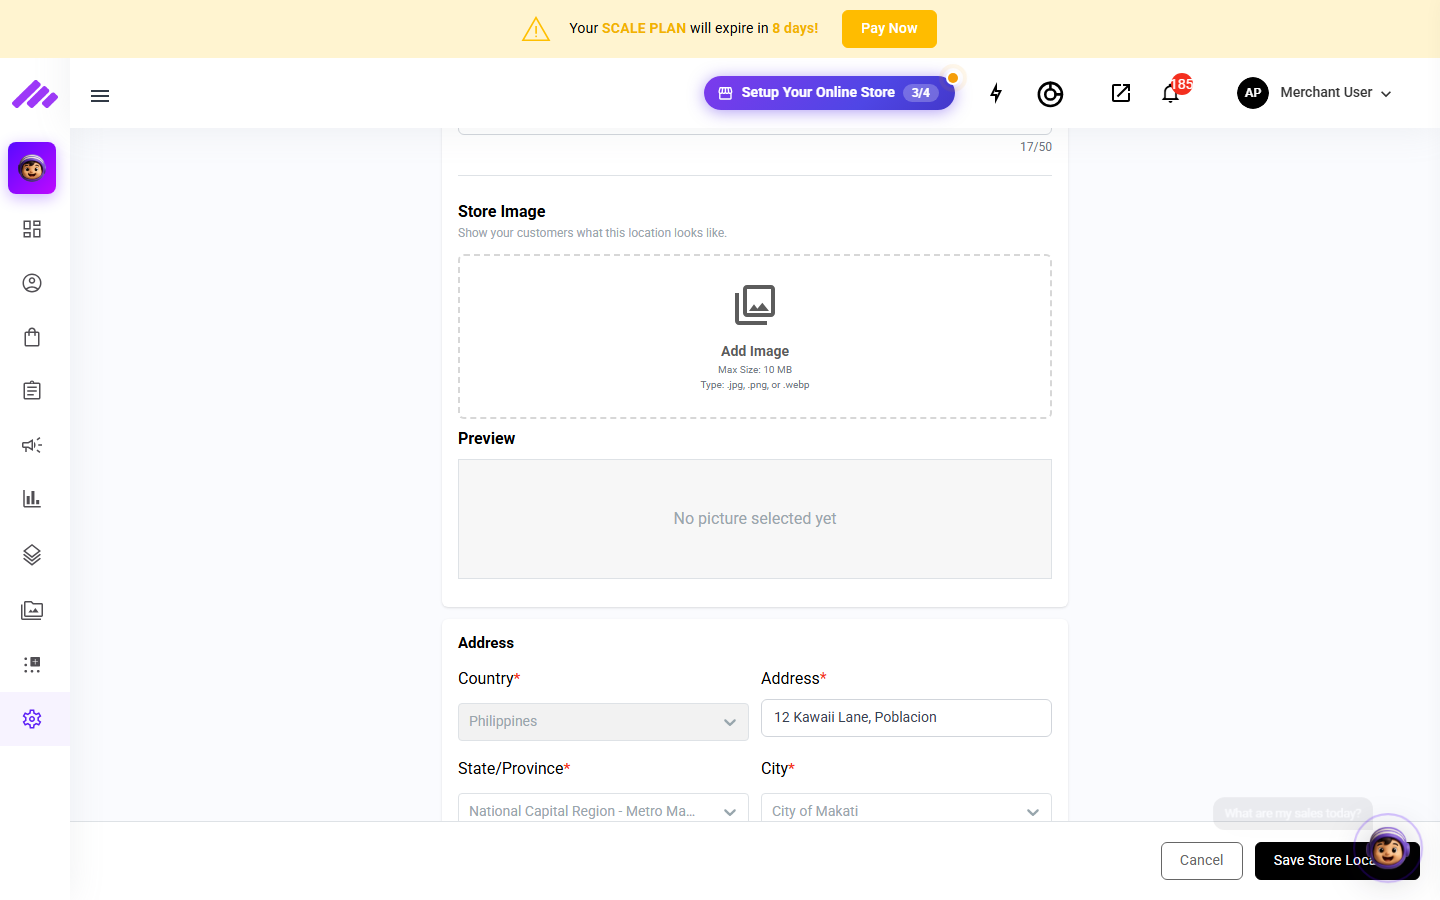 Your SCALE PLAN will expire in 8 days!
Pay Now
Setup Your Online Store 3/4
185
AP
Merchant User
17/50
Store Image
Show your customers what this location looks like.
Add Image
Max Size: 10 MB
Type: .jpg, .png, or .webp
Preview
No picture selected yet
Address
Country*
Address*
Philippines
12 Kawaii Lane, Poblacion
State/Province*
City*
National Capital Region - Metro Ma...
City of Makati
What are my sales today?
Cancel
Save Store Loca